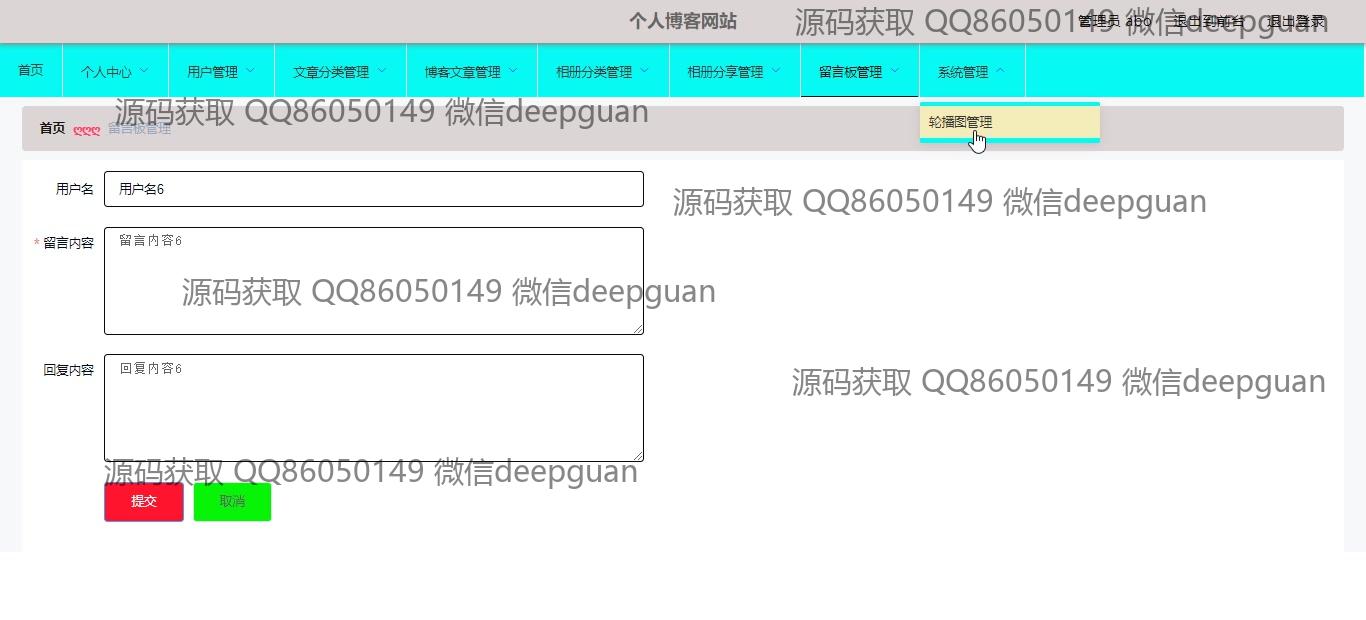 个人博客网站
源码获取 QQ86050149 微信deepguan
管理员 abo 退出到前台 退出登录
首页 个人中心 用户管理 文章分类管理 博客文章管理 相册分类管理 相册分享管理 留言板管理 系统管理
源码获取 QQ86050149 微信deepguan
轮播图管理
首页 ღღღ 留言板管理
用户名 用户名6
源码获取 QQ86050149 微信deepguan
* 留言内容 留言内容6
源码获取 QQ86050149 微信deepguan
回复内容 回复内容6
源码获取 QQ86050149 微信deepguan
源码获取 QQ86050149 微信deepguan
提交 取消